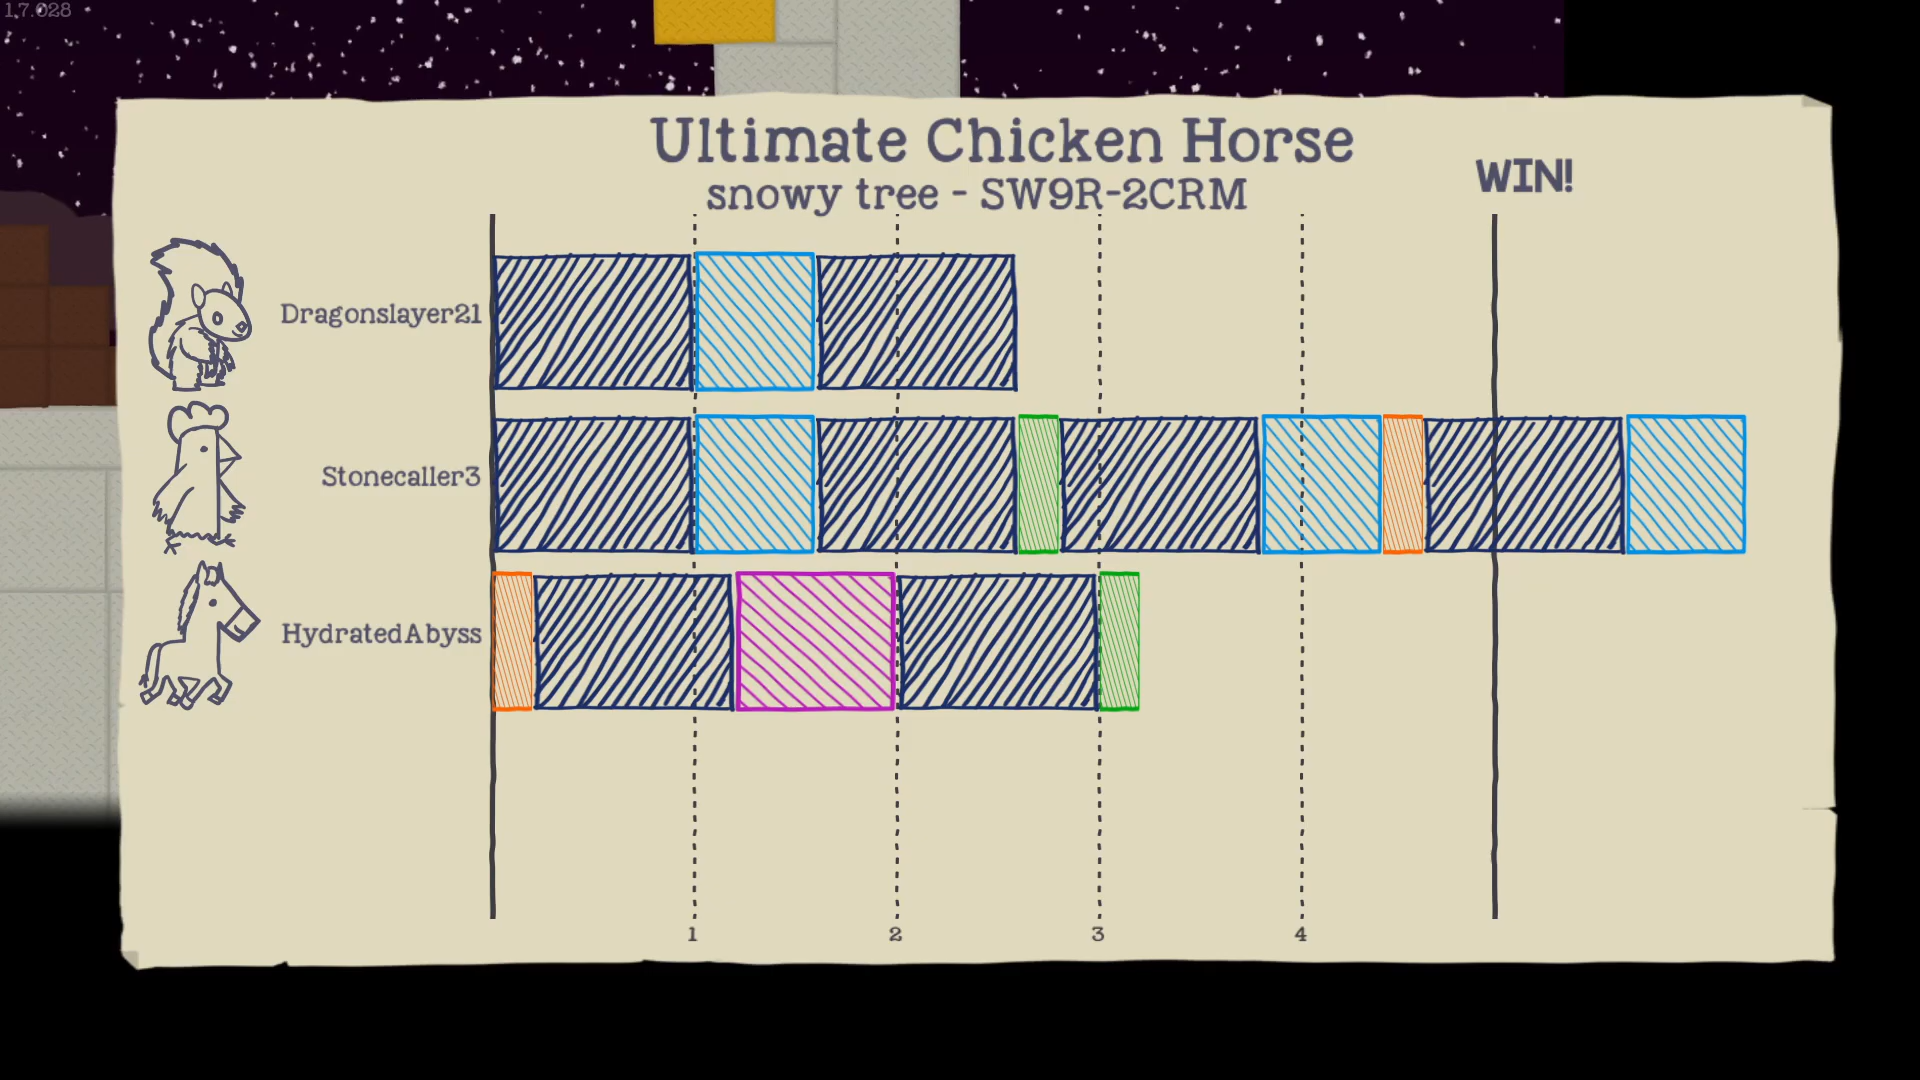 1.7.028
Ultimate Chicken Horse
snowy tree - SW9R-2CRM
WIN!
Dragonslayer21
Stonecaller3
HydratedAbyss
1 2 3 4